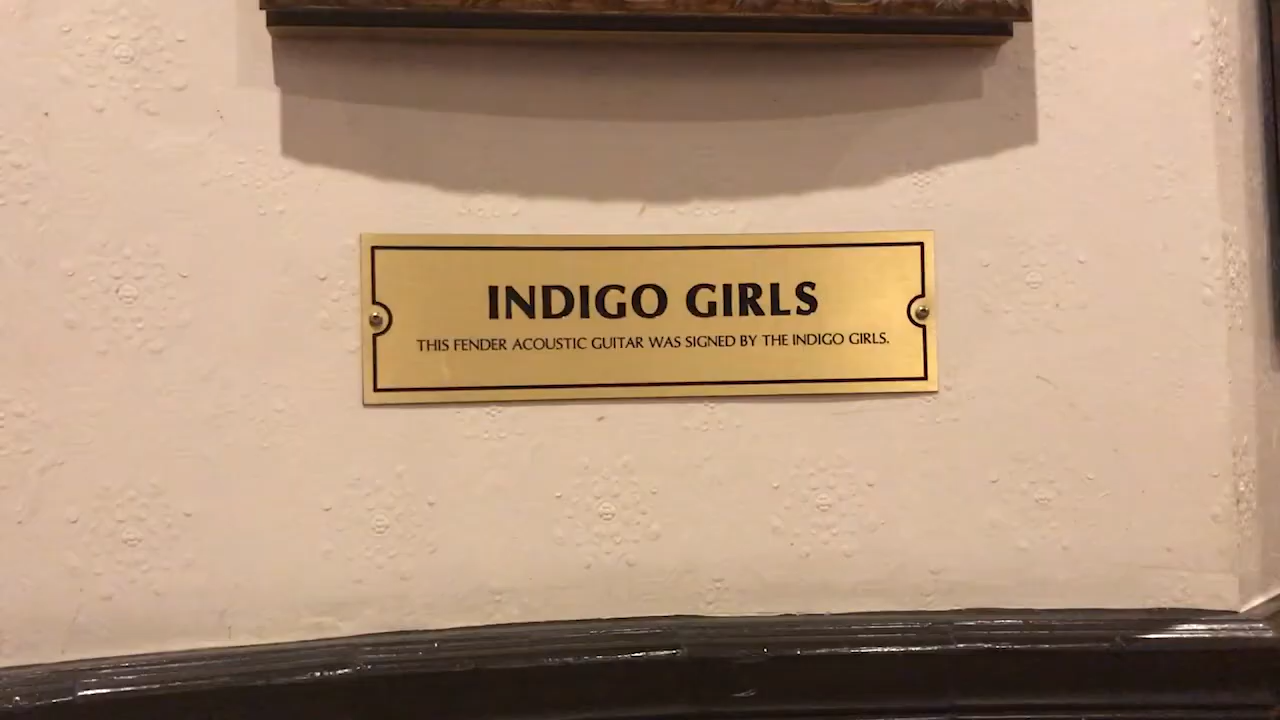 INDIGO GIRLS
THIS FENDER ACOUSTIC GUITAR WAS SIGNED BY THE INDIGO GIRLS.